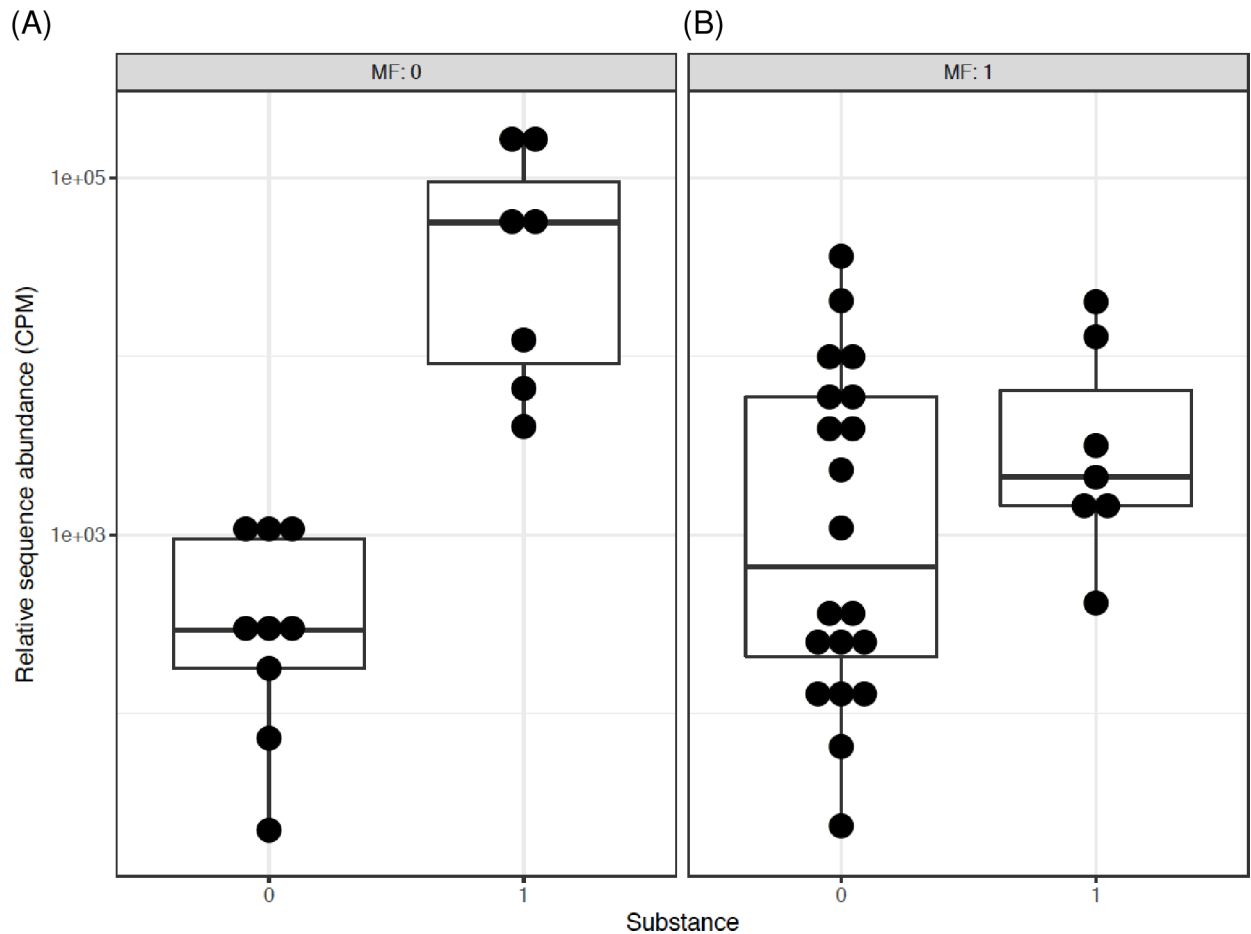 (A)
(B)
MF: 0
MF: 1
1e+05
1e+03
Relative sequence abundance (CPM)
0
1
0
1
Substance